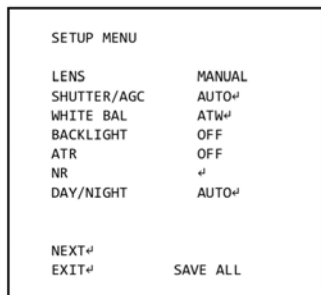 SETUP MENU
LENS MANUAL
SHUTTER/AGC AUTO↵
WHITE BAL ATW↵
BACKLIGHT OFF
ATR OFF
NR ↵
DAY/NIGHT AUTO↵
NEXT↵
EXIT↵ SAVE ALL